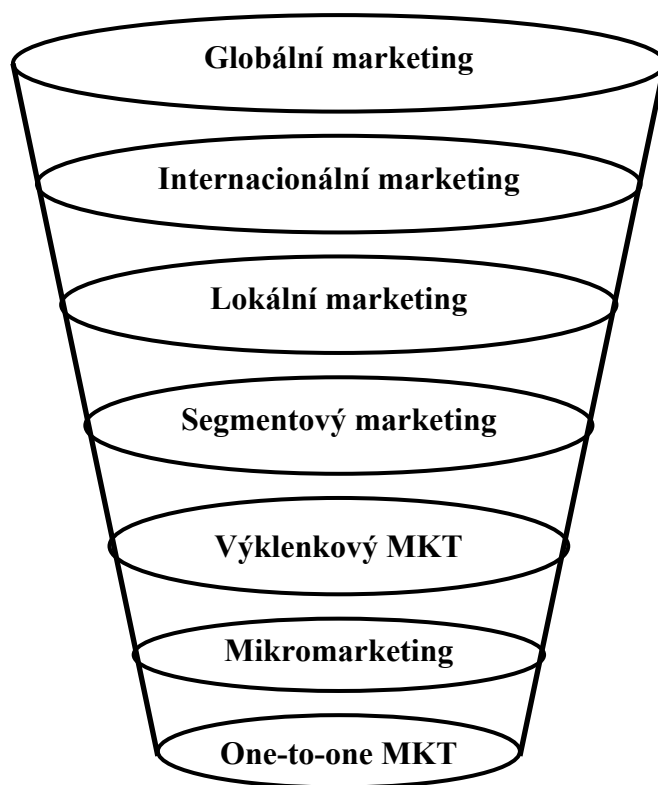 Globální marketing
Internacionální marketing
Lokální marketing
Segmentový marketing
Výklenkový MKT
Mikromarketing
One-to-one MKT